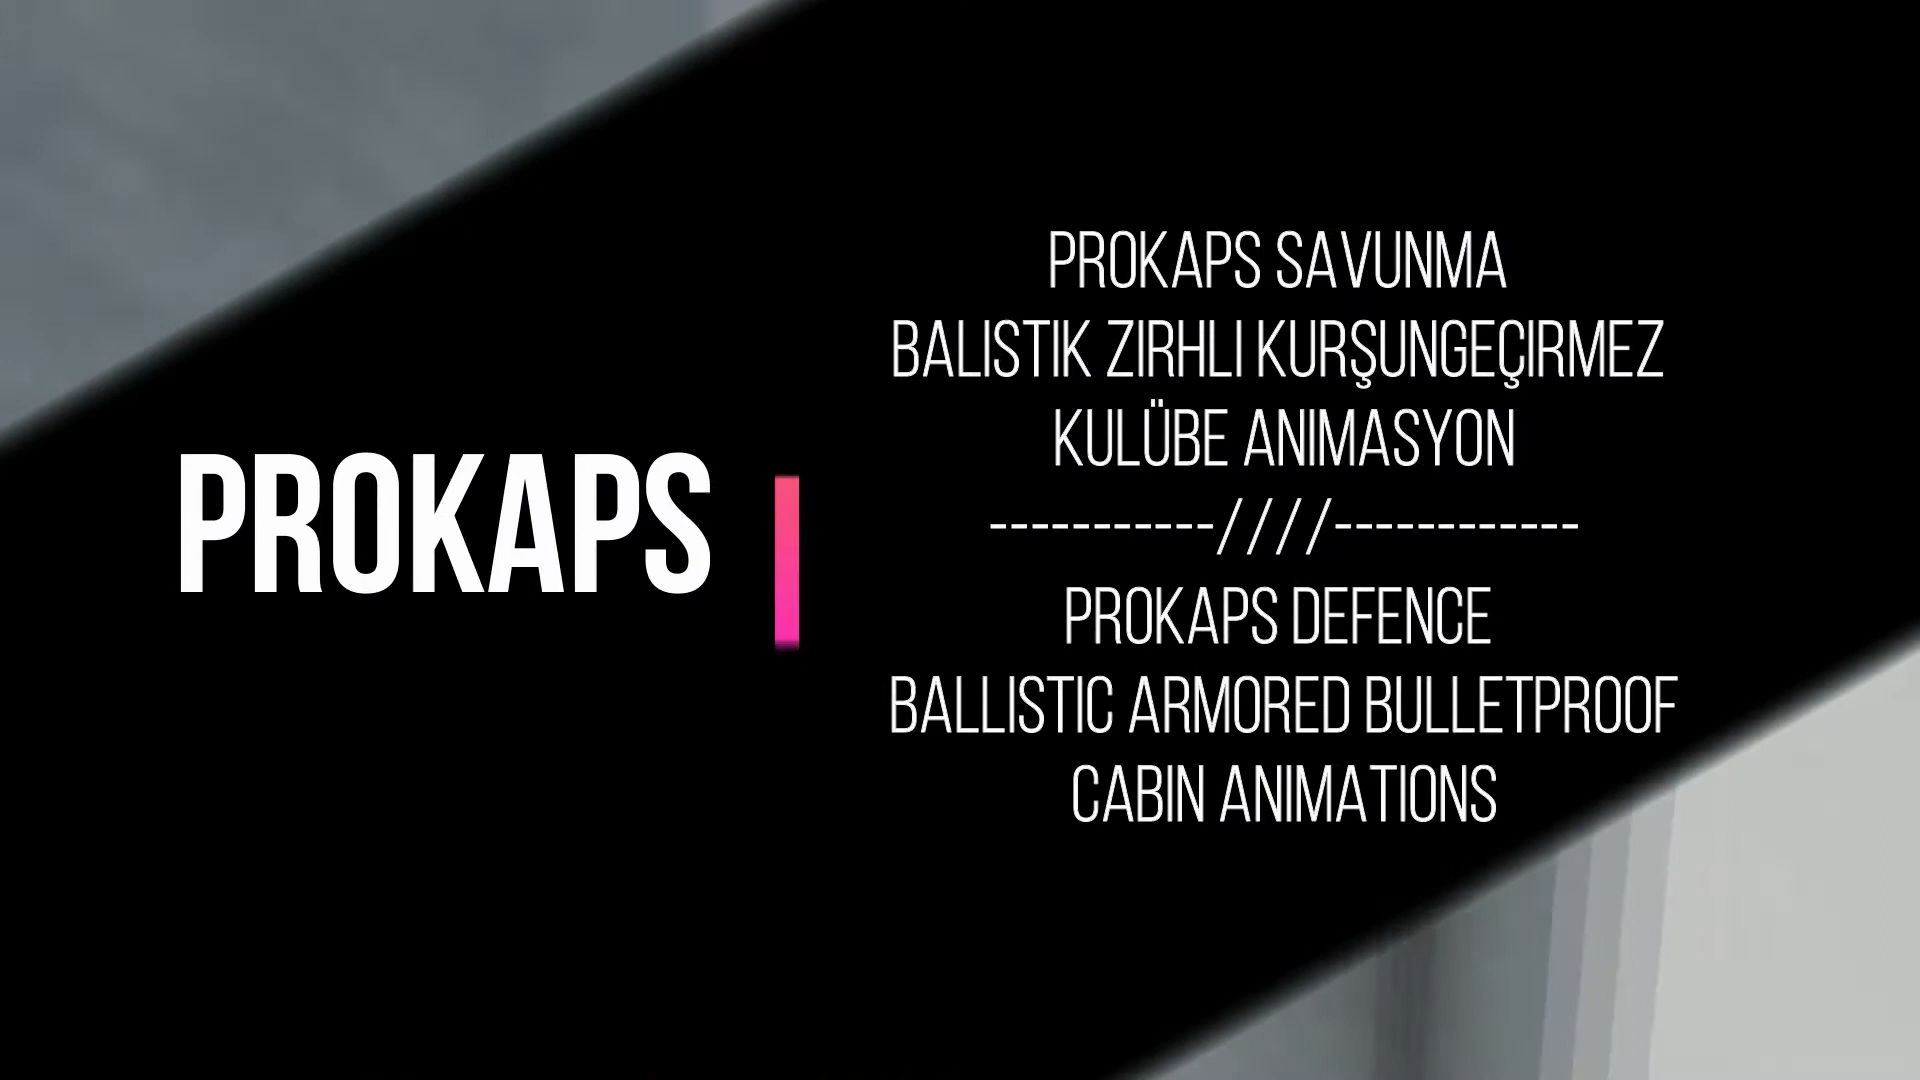 PROKAPS
PROKAPS SAVUNMA
BALISTIK ZIRHLI KURŞUNGEÇIRMEZ
KULÜBE ANIMASYON
-----------////------------
PROKAPS DEFENCE
BALLISTIC ARMORED BULLETPROOF
CABIN ANIMATIONS